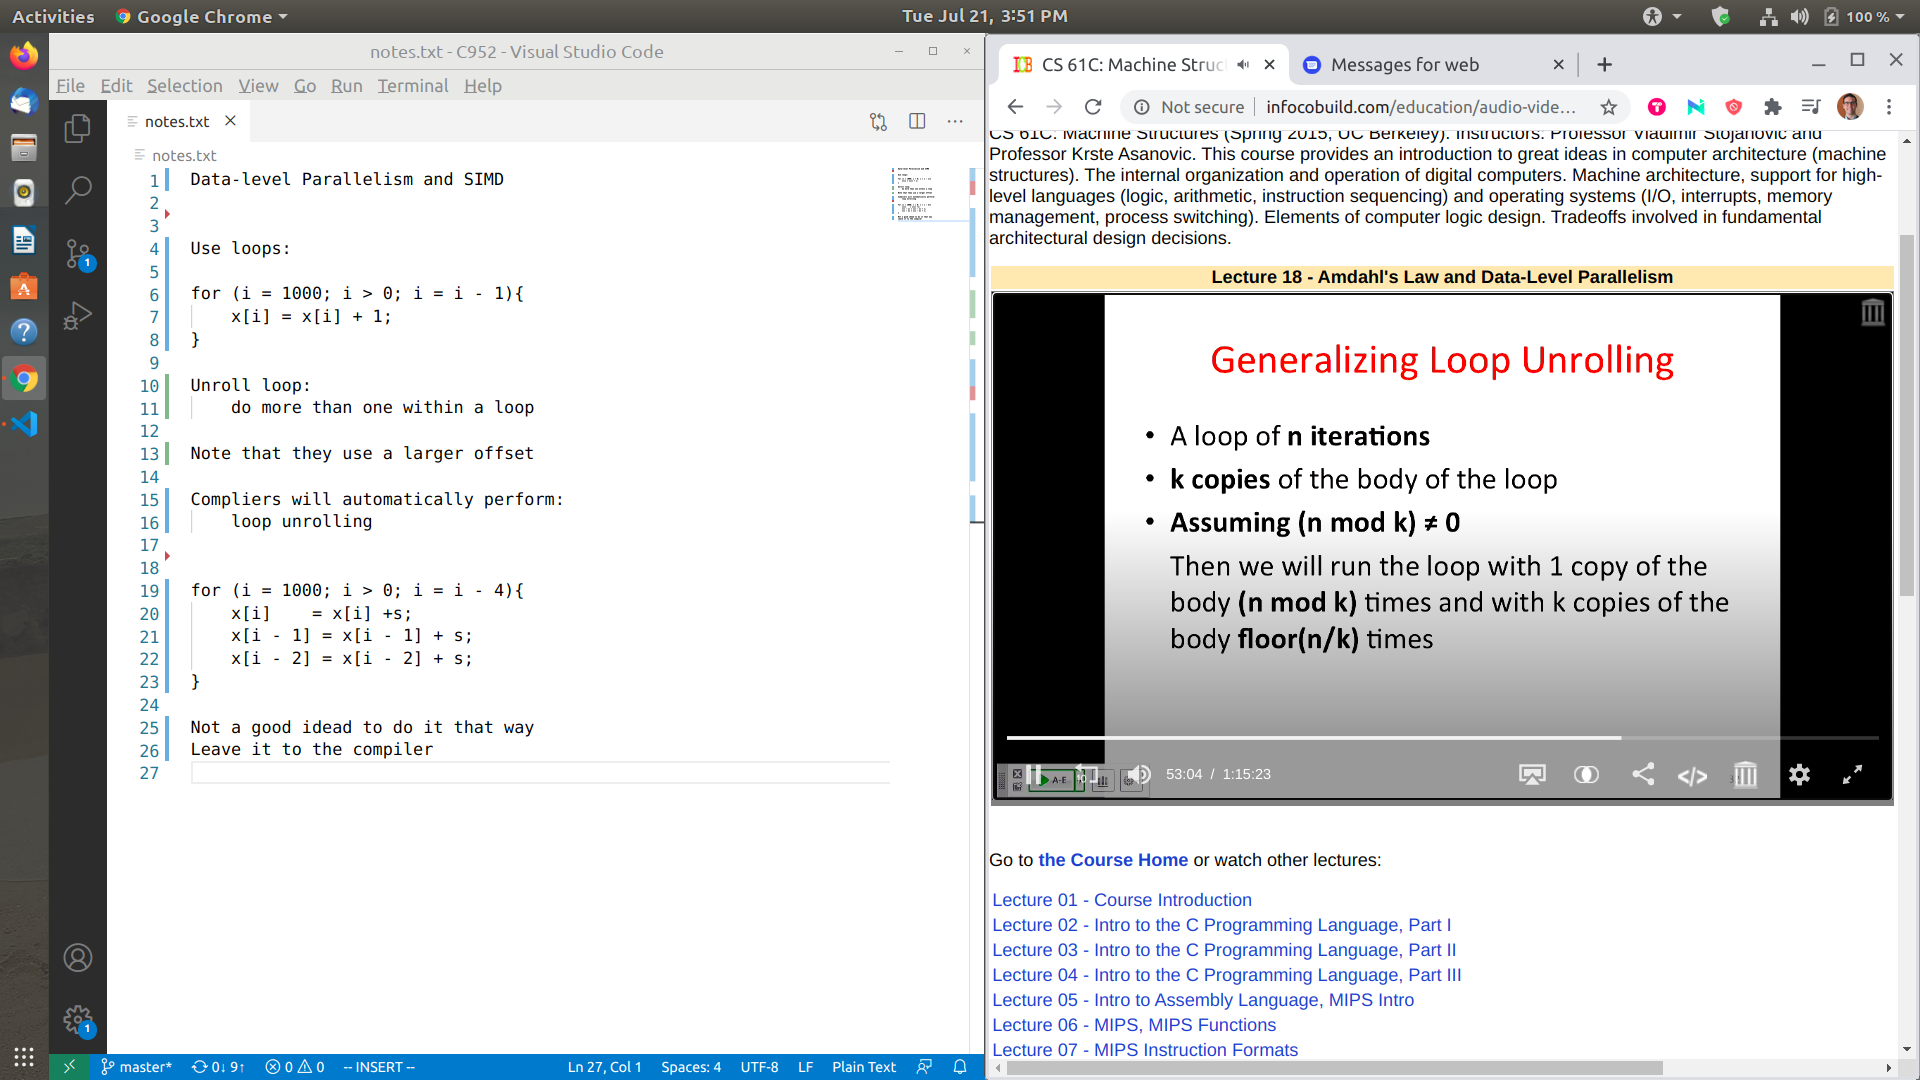 Activities
Google Chrome
Tue Jul 21, 3:51 PM
100 %
notes.txt - C952 - Visual Studio Code
File Edit Selection View Go Run Terminal Help
notes.txt
notes.txt
1 Data-level Parallelism and SIMD
2
3
4 Use loops:
5
6 for (i = 1000; i > 0; i = i - 1){
7 x[i] = x[i] + 1;
8 }
9
10 Unroll loop:
11 do more than one within a loop
12
13 Note that they use a larger offset
14
15 Compliers will automatically perform:
16 loop unrolling
17
18
19 for (i = 1000; i > 0; i = i - 4){
20 x[i] = x[i] +s;
21 x[i - 1] = x[i - 1] + s;
22 x[i - 2] = x[i - 2] + s;
23 }
24
25 Not a good idead to do it that way
26 Leave it to the compiler
27
1
1
master* 0↓ 9↑ 0 0 -- INSERT -- Ln 27, Col 1 Spaces: 4 UTF-8 LF Plain Text
CS 61C: Machine Struc
Messages for web
Not secure infocobuild.com/education/audio-vide...
CS 61C: Machine Structures (Spring 2015, UC Berkeley). Instructors: Professor Vladimir Stojanovic and
Professor Krste Asanovic. This course provides an introduction to great ideas in computer architecture (machine
structures). The internal organization and operation of digital computers. Machine architecture, support for high-
level languages (logic, arithmetic, instruction sequencing) and operating systems (I/O, interrupts, memory
management, process switching). Elements of computer logic design. Tradeoffs involved in fundamental
architectural design decisions.
Lecture 18 - Amdahl's Law and Data-Level Parallelism
Generalizing Loop Unrolling
• A loop of n iterations
• k copies of the body of the loop
• Assuming (n mod k) ≠ 0
Then we will run the loop with 1 copy of the
body (n mod k) times and with k copies of the
body floor(n/k) times
A-E
53:04 / 1:15:23
Go to the Course Home or watch other lectures:
Lecture 01 - Course Introduction
Lecture 02 - Intro to the C Programming Language, Part I
Lecture 03 - Intro to the C Programming Language, Part II
Lecture 04 - Intro to the C Programming Language, Part III
Lecture 05 - Intro to Assembly Language, MIPS Intro
Lecture 06 - MIPS, MIPS Functions
Lecture 07 - MIPS Instruction Formats